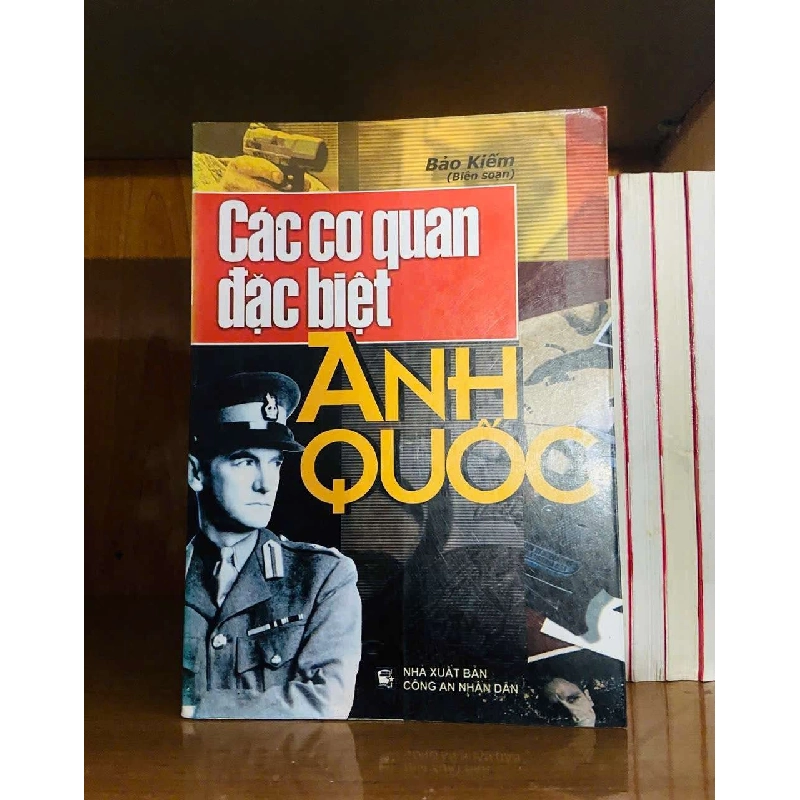 Bảo Kiếm
(Biên soạn)
Các cơ quan
đặc biệt
ANH
QUỐC
NHÀ XUẤT BẢN
CÔNG AN NHÂN DÂN